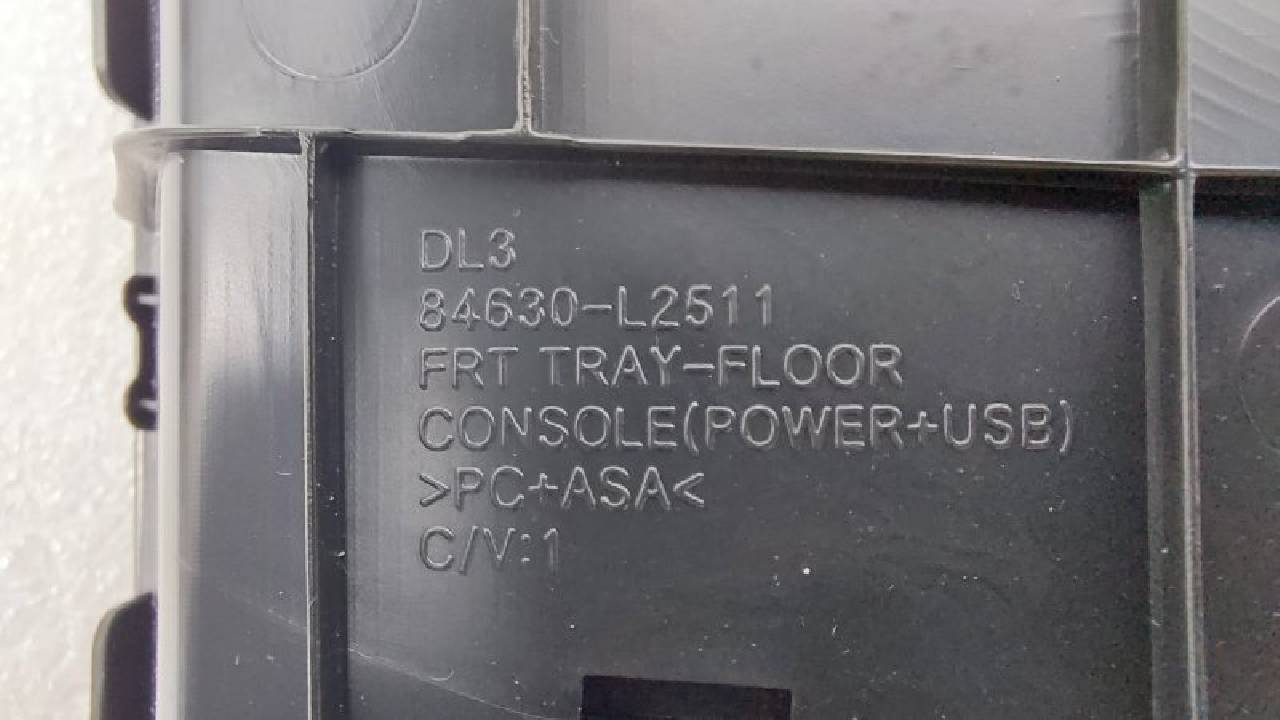 DL3
84630-L2511
FRT TRAY-FLOOR
CONSOLE(POWER+USB)
>PC+ASA<
C/V:1